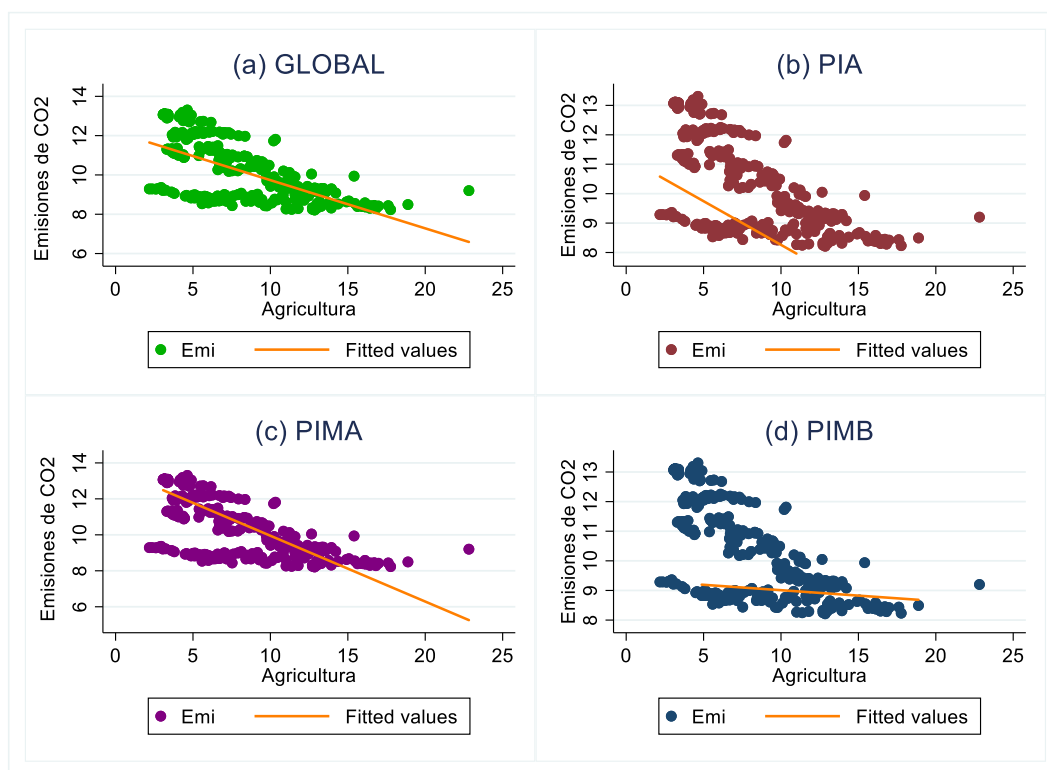 (a) GLOBAL
Emisiones de CO2
14
12
10
8
6
0 5 10 15 20 25
Agricultura
Emi Fitted values
(b) PIA
Emisiones de CO2
13
12
11
10
9
8
0 5 10 15 20 25
Agricultura
Emi Fitted values
(c) PIMA
Emisiones de CO2
14
12
10
8
6
0 5 10 15 20 25
Agricultura
Emi Fitted values
(d) PIMB
Emisiones de CO2
13
12
11
10
9
8
0 5 10 15 20 25
Agricultura
Emi Fitted values